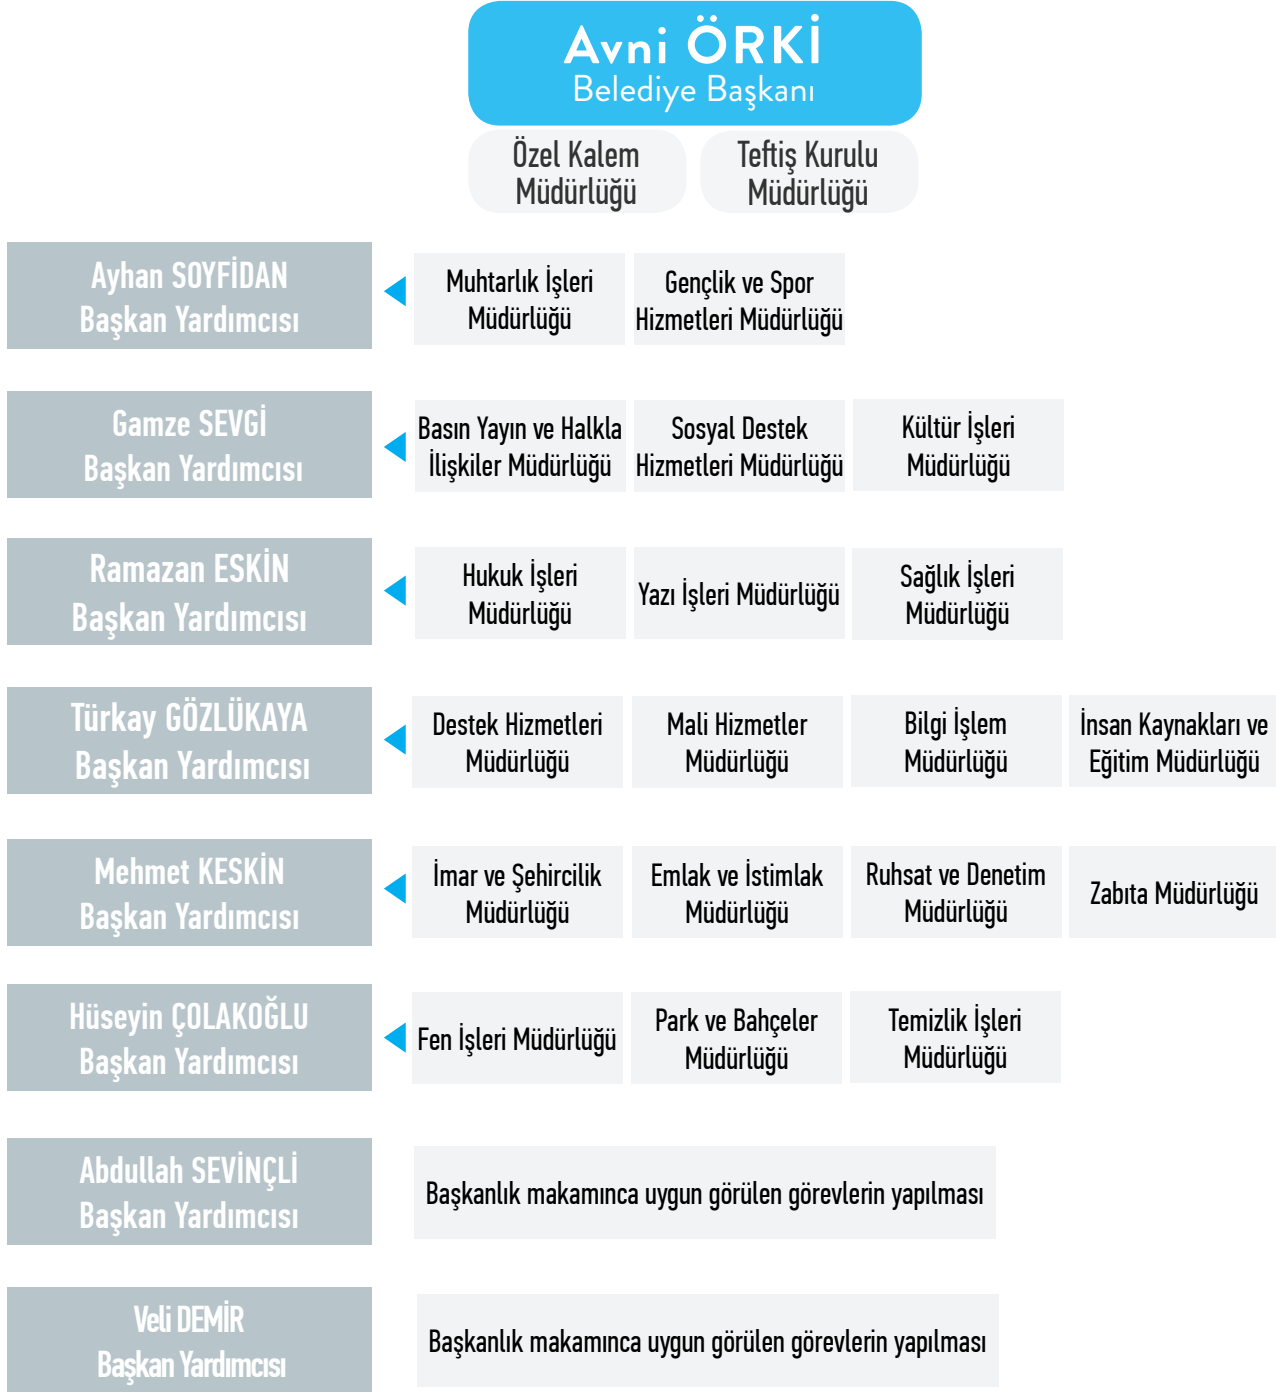 Avni ÖRKİ
Belediye Başkanı
Özel Kalem
Müdürlüğü
Teftiş Kurulu
Müdürlüğü
Ayhan SOYFİDAN
Başkan Yardımcısı
Muhtarlık İşleri
Müdürlüğü
Gençlik ve Spor
Hizmetleri Müdürlüğü
Gamze SEVGİ
Başkan Yardımcısı
Basın Yayın ve Halkla
İlişkiler Müdürlüğü
Sosyal Destek
Hizmetleri Müdürlüğü
Kültür İşleri
Müdürlüğü
Ramazan ESKİN
Başkan Yardımcısı
Hukuk İşleri
Müdürlüğü
Yazı İşleri Müdürlüğü
Sağlık İşleri
Müdürlüğü
Türkay GÖZLÜKAYA
Başkan Yardımcısı
Destek Hizmetleri
Müdürlüğü
Mali Hizmetler
Müdürlüğü
Bilgi İşlem
Müdürlüğü
İnsan Kaynakları ve
Eğitim Müdürlüğü
Mehmet KESKİN
Başkan Yardımcısı
İmar ve Şehircilik
Müdürlüğü
Emlak ve İstimlak
Müdürlüğü
Ruhsat ve Denetim
Müdürlüğü
Zabıta Müdürlüğü
Hüseyin ÇOLAKOĞLU
Başkan Yardımcısı
Fen İşleri Müdürlüğü
Park ve Bahçeler
Müdürlüğü
Temizlik İşleri
Müdürlüğü
Abdullah SEVİNÇLİ
Başkan Yardımcısı
Başkanlık makamınca uygun görülen görevlerin yapılması
Veli DEMİR
Başkan Yardımcısı
Başkanlık makamınca uygun görülen görevlerin yapılması